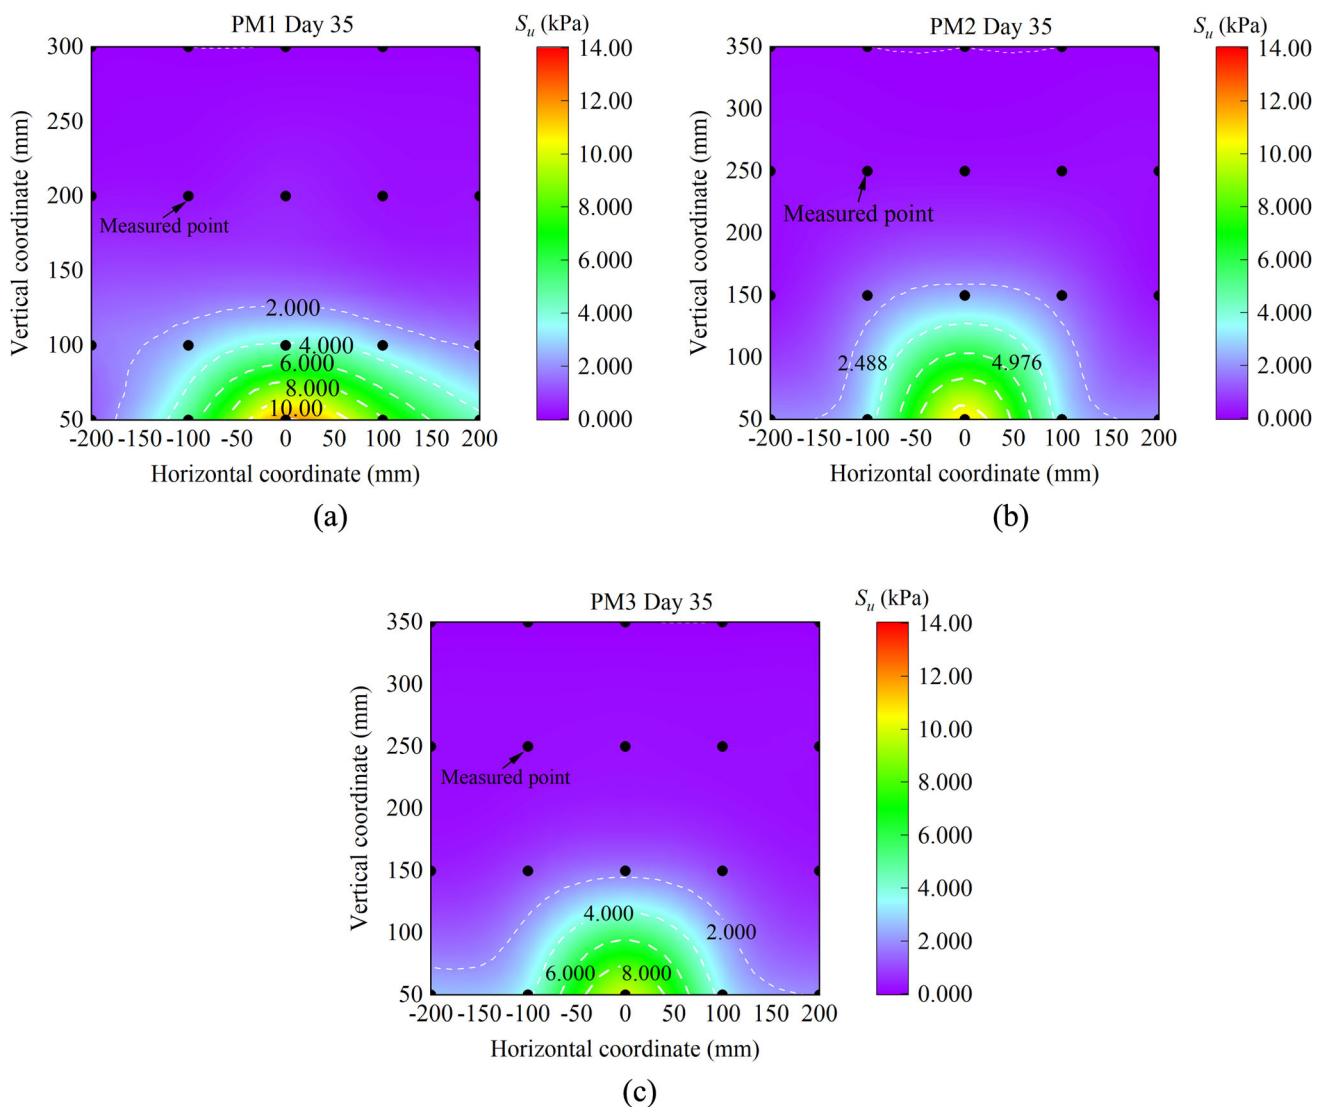 PM1 Day 35
S_u (kPa)
300
250
200
150
100
50
Vertical coordinate (mm)
Measured point
2.000
4.000
6.000
8.000
10.00
-200 -150 -100 -50 0 50 100 150 200
Horizontal coordinate (mm)
14.00
12.00
10.00
8.000
6.000
4.000
2.000
0.000
(a)
PM2 Day 35
S_u (kPa)
350
300
250
200
150
100
50
Vertical coordinate (mm)
Measured point
2.488
4.976
-200 -150 -100 -50 0 50 100 150 200
Horizontal coordinate (mm)
14.00
12.00
10.00
8.000
6.000
4.000
2.000
0.000
(b)
PM3 Day 35
S_u (kPa)
350
300
250
200
150
100
50
Vertical coordinate (mm)
Measured point
4.000
2.000
6.000
8.000
-200 -150 -100 -50 0 50 100 150 200
Horizontal coordinate (mm)
14.00
12.00
10.00
8.000
6.000
4.000
2.000
0.000
(c)